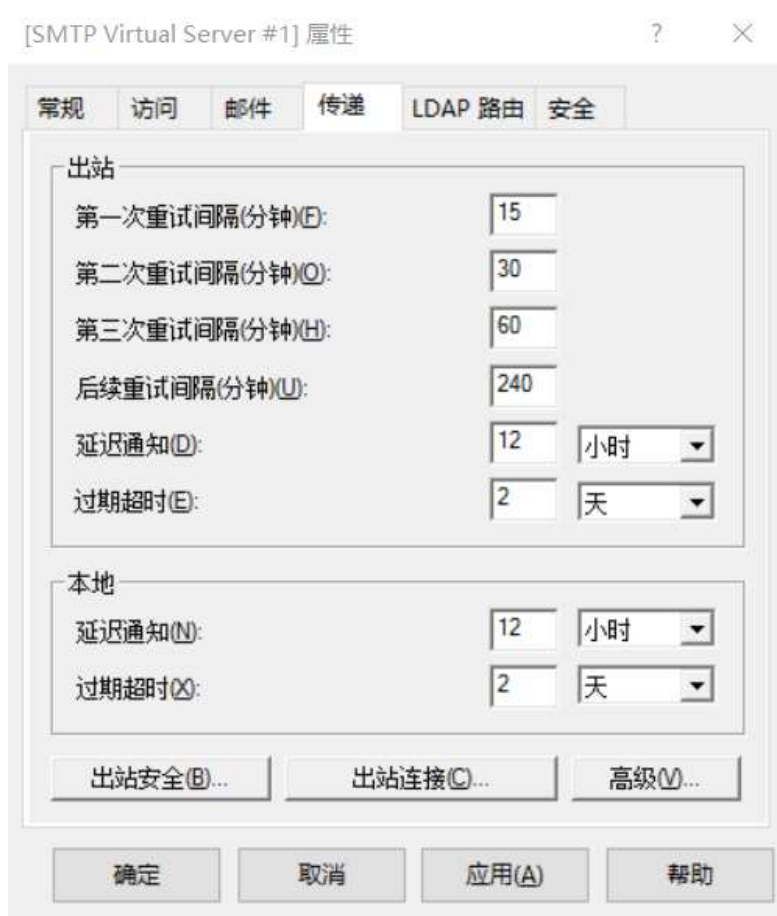 [SMTP Virtual Server #1] 属性 ? ×
常规 访问 邮件 传递 LDAP 路由 安全
出站
第一次重试间隔(分钟)(F): 15
第二次重试间隔(分钟)(O): 30
第三次重试间隔(分钟)(H): 60
后续重试间隔(分钟)(U): 240
延迟通知(D): 12 小时
过期超时(E): 2 天
本地
延迟通知(N): 12 小时
过期超时(X): 2 天
出站安全(B)... 出站连接(C)... 高级(V)...
确定 取消 应用(A) 帮助